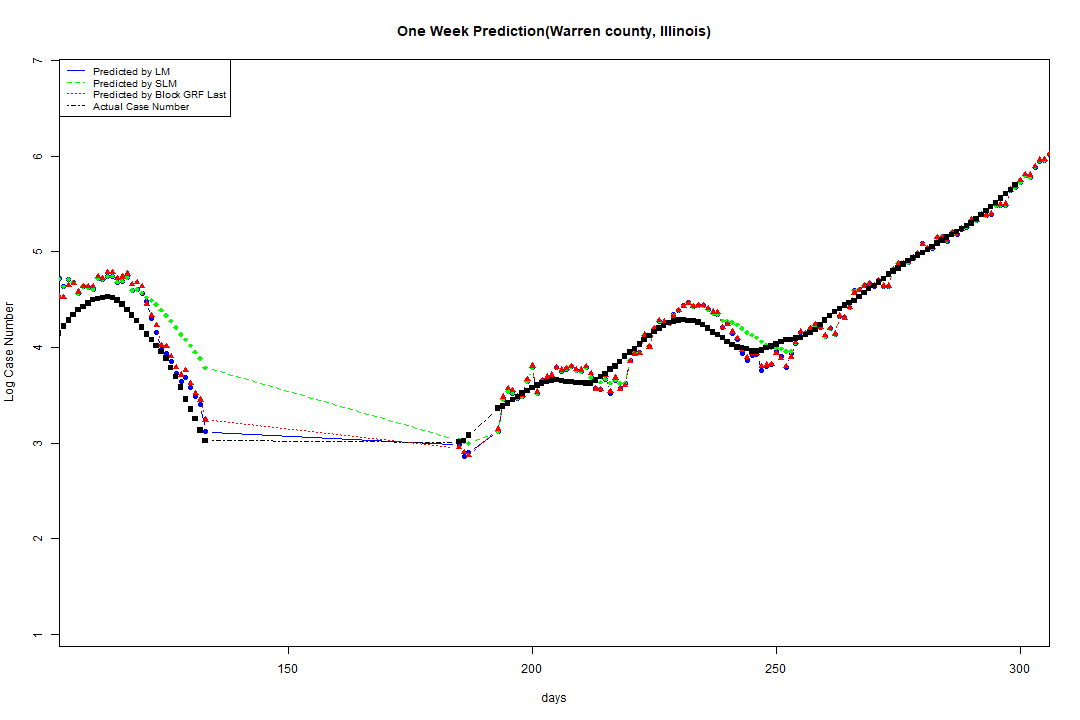 One Week Prediction(Warren county, Illinois)
Predicted by LM
Predicted by SLM
Predicted by Block GRF Last
Actual Case Number
7
6
5
4
3
2
1
Log Case Number
150 200 250 300
days